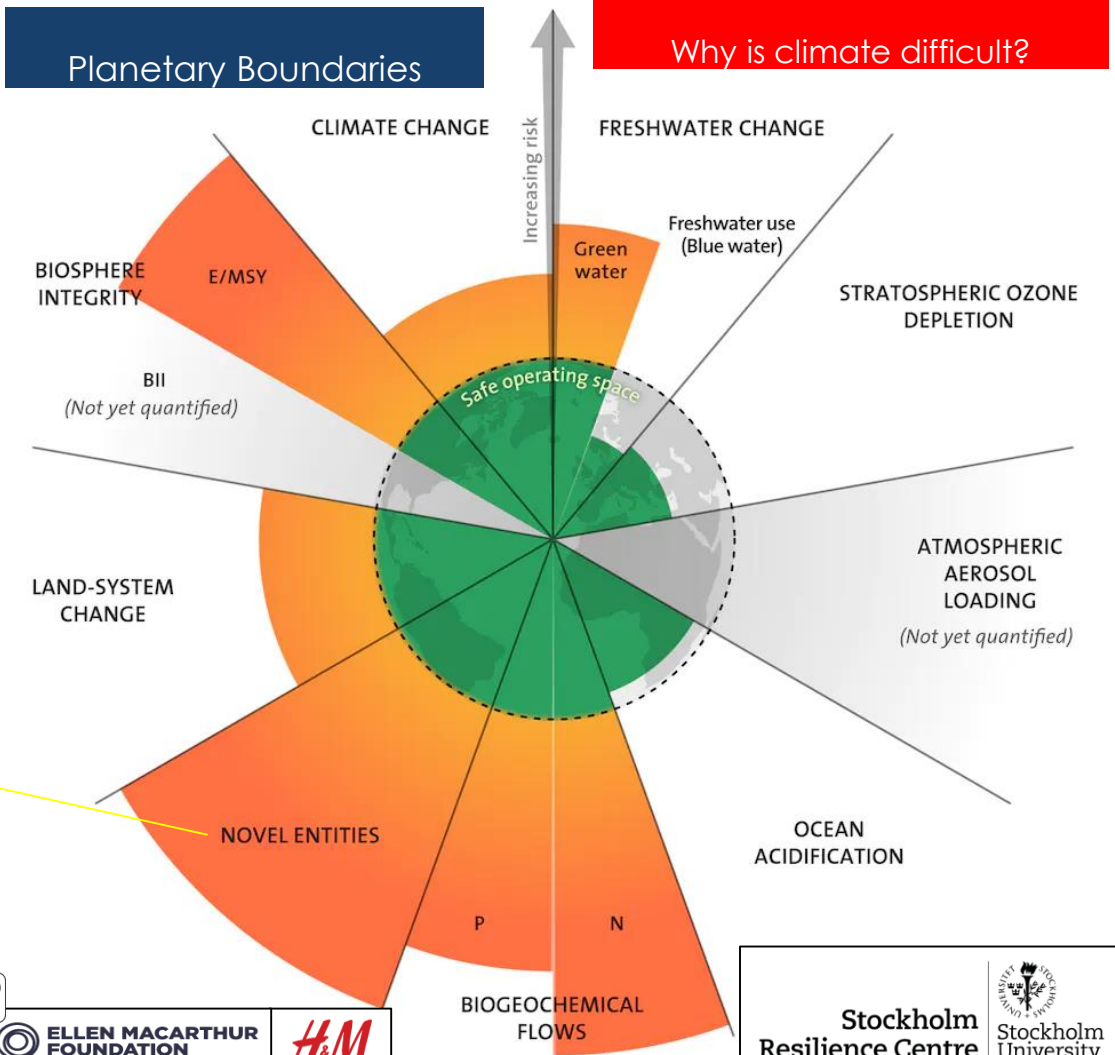 Planetary Boundaries
Why is climate difficult?
CLIMATE CHANGE
Increasing risk
FRESHWATER CHANGE
Freshwater use
(Blue water)
Green
water
STRATOSPHERIC OZONE
DEPLETION
BIOSPHERE
INTEGRITY
E/MSY
BII
(Not yet quantified)
Safe operating space
LAND-SYSTEM
CHANGE
ATMOSPHERIC
AEROSOL
LOADING
(Not yet quantified)
NOVEL ENTITIES
OCEAN
ACIDIFICATION
P
N
BIOGEOCHEMICAL
FLOWS
ELLEN MACARTHUR
FOUNDATION
H&M
Stockholm
Resilience Centre
Stockholm
University